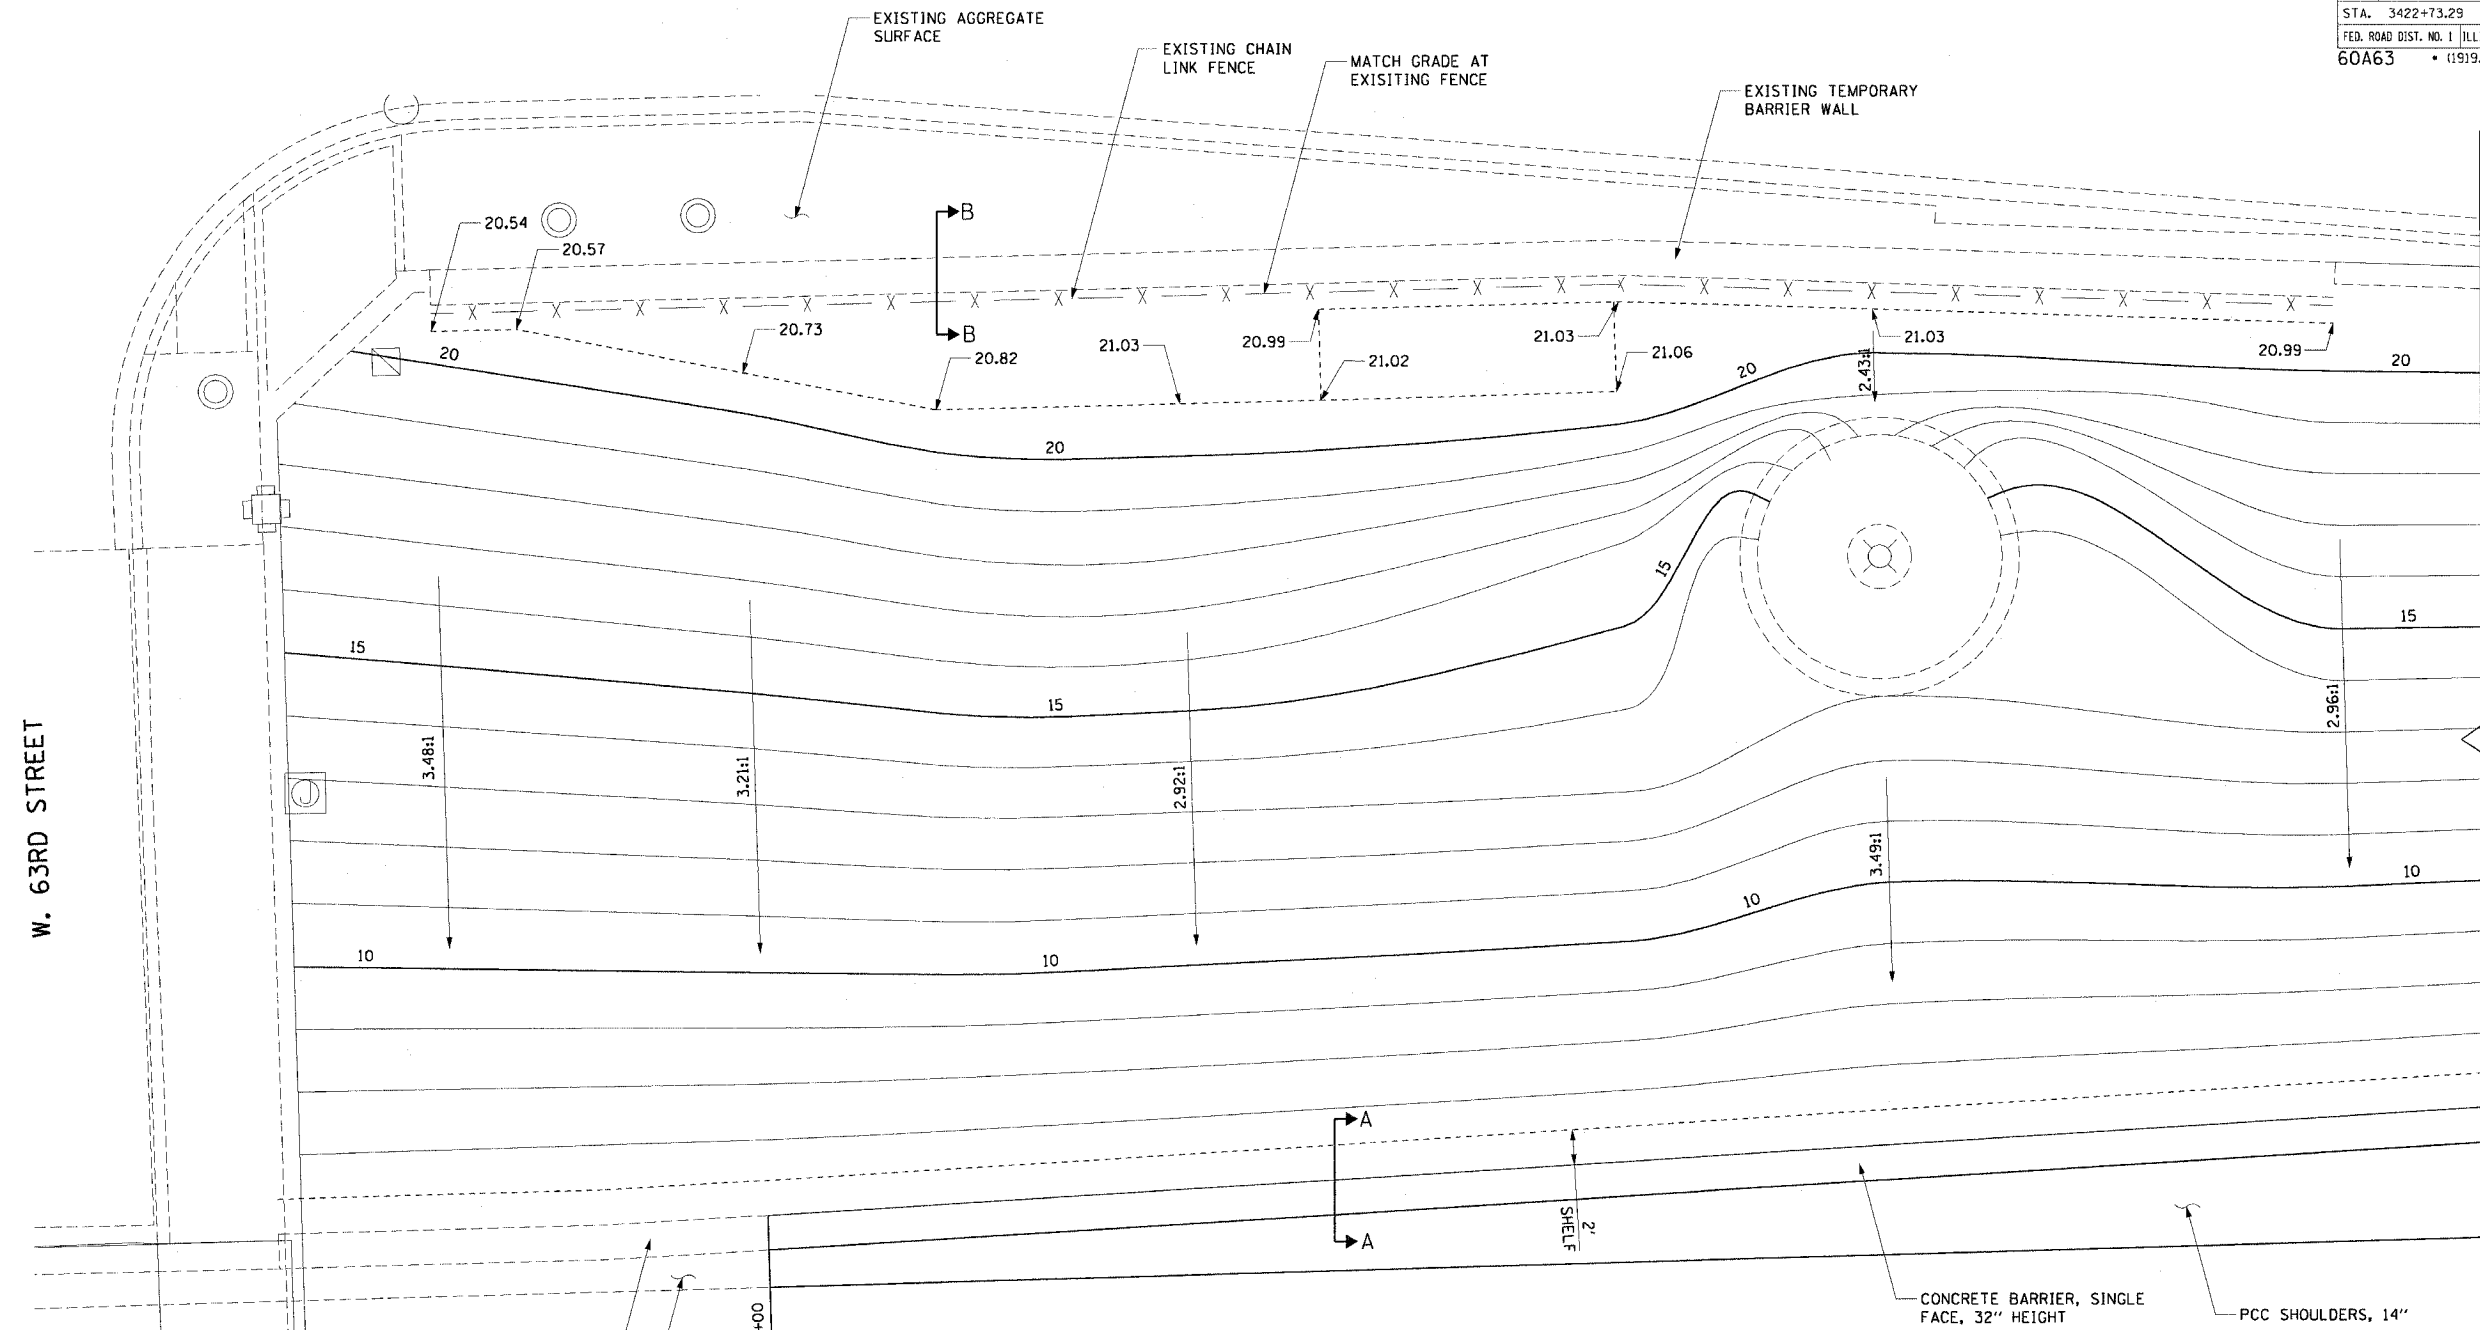 STA. 3422+73.29
FED. ROAD DIST. NO. 1 ILL
60A63 • (1919.
EXISTING AGGREGATE
SURFACE
EXISTING CHAIN
LINK FENCE
MATCH GRADE AT
EXISITING FENCE
EXISTING TEMPORARY
BARRIER WALL
B
B
20.54
20.57
20.73
20.82
21.03
20.99
21.02
21.03
21.06
21.03
20.99
2.43:1
20
20
20
20
15
15
15
15
3.48:1
3.21:1
2.92:1
3.49:1
2.96:1
J
10
10
10
10
W. 63RD STREET
A
A
2'
SHELF
+00
CONCRETE BARRIER, SINGLE
FACE, 32" HEIGHT
PCC SHOULDERS, 14"